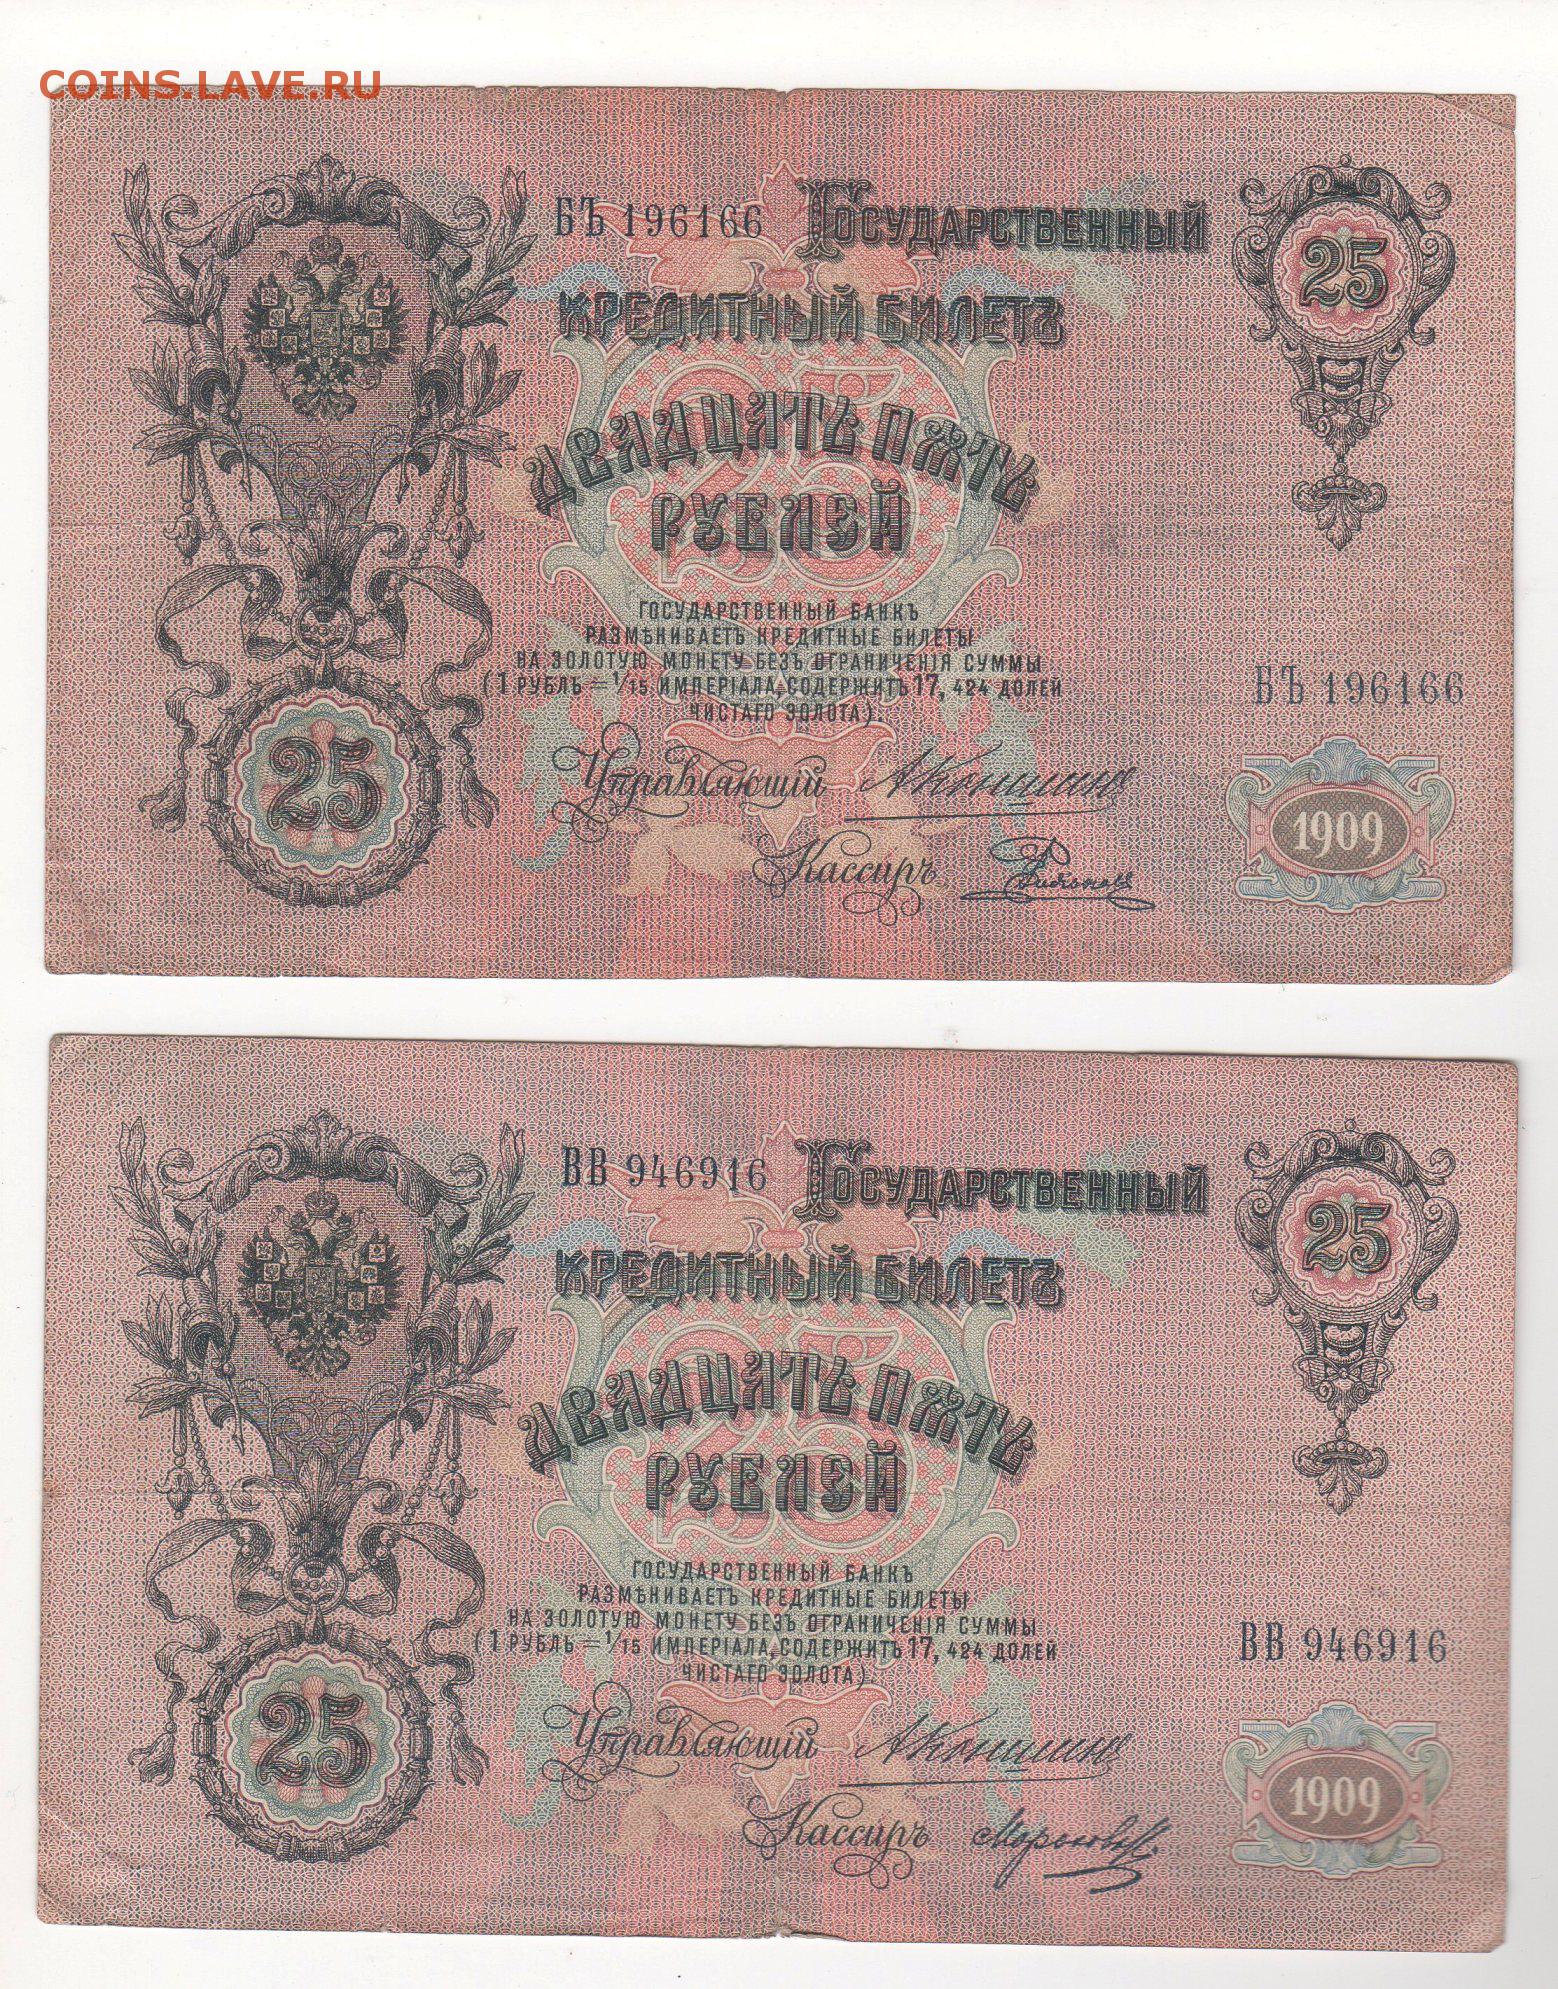 COINS.LAVE.RU
БЪ 196166 ГОСУДАРСТВЕННЫЙ
25
КРЕДИТНЫЙ БИЛЕТЪ
ДВАДЦАТЬ ПЯТЬ
РУБЛЕЙ
ГОСУДАРСТВЕННЫЙ БАНКЪ
РАЗМѢНИВАЕТЪ КРЕДИТНЫЕ БИЛЕТЫ
НА ЗОЛОТУЮ МОНЕТУ БЕЗЪ ОГРАНИЧЕНІЯ СУММЫ
(1 РУБЛЬ = 1/15 ИМПЕРІАЛА, СОДЕРЖИТЪ 17, 424 ДОЛЕЙ
ЧИСТАГО ЗОЛОТА).
БЪ 196166
25
Управляющій АКоншинъ
Кассиръ
1909
ВВ 946916 ГОСУДАРСТВЕННЫЙ
25
КРЕДИТНЫЙ БИЛЕТЪ
ДВАДЦАТЬ ПЯТЬ
РУБЛЕЙ
ГОСУДАРСТВЕННЫЙ БАНКЪ
РАЗМѢНИВАЕТЪ КРЕДИТНЫЕ БИЛЕТЫ
НА ЗОЛОТУЮ МОНЕТУ БЕЗЪ ОГРАНИЧЕНІЯ СУММЫ
(1 РУБЛЬ = 1/15 ИМПЕРІАЛА, СОДЕРЖИТЪ 17, 424 ДОЛЕЙ
ЧИСТАГО ЗОЛОТА).
ВВ 946916
25
Управляющій АКоншинъ
Кассиръ
1909